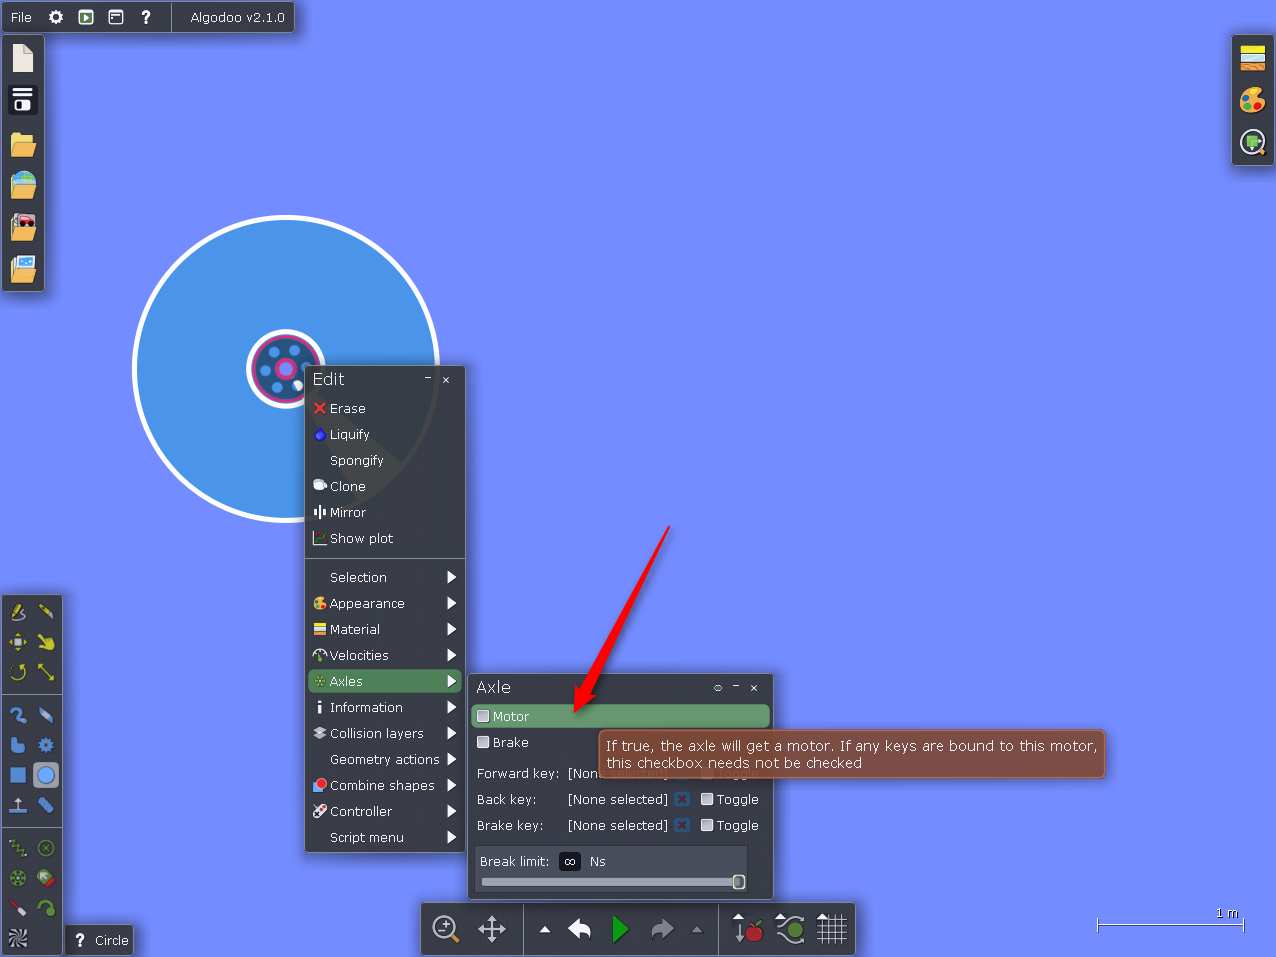 File
?
Algodoo v2.1.0
Edit
Erase
Liquify
Spongify
Clone
Mirror
Show plot
Selection
Appearance
Material
Velocities
Axles
Information
Collision layers
Geometry actions
Combine shapes
Controller
Script menu
Axle
Motor
Brake
If true, the axle will get a motor. If any keys are bound to this motor,
this checkbox needs not be checked
Forward key: [None
Back key: [None selected] Toggle
Brake key: [None selected] Toggle
Break limit: ∞ Ns
? Circle
1 m